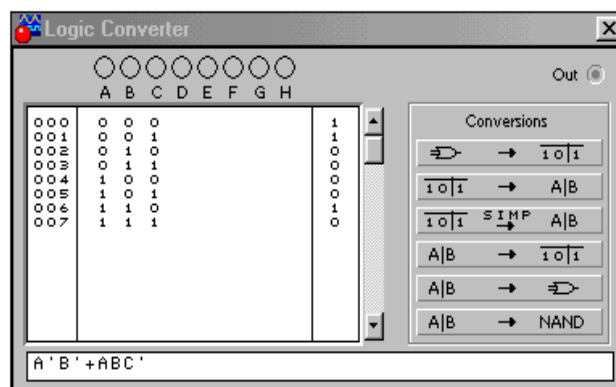 Logic Converter
Out
A B C D E F G H
000 0 0 0 1
001 0 0 1 1
002 0 1 0 0
003 0 1 1 0
004 1 0 0 0
005 1 0 1 0
006 1 1 0 1
007 1 1 1 0
Conversions
→ 10|1
10|1 → A|B
10|1 SIMP → A|B
A|B → 10|1
A|B →
A|B → NAND
A'B'+ABC'